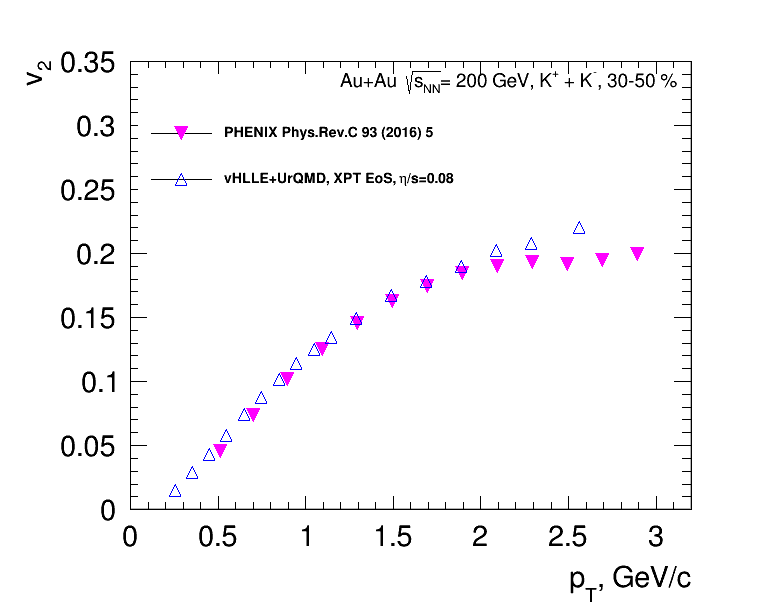 v2
0.35
Au+Au √sNN= 200 GeV, K+ + K-, 30-50 %
0.3
PHENIX Phys.Rev.C 93 (2016) 5
0.25
vHLLE+UrQMD, XPT EoS, η/s=0.08
0.2
0.15
0.1
0.05
0
0 0.5 1 1.5 2 2.5 3
pT, GeV/c